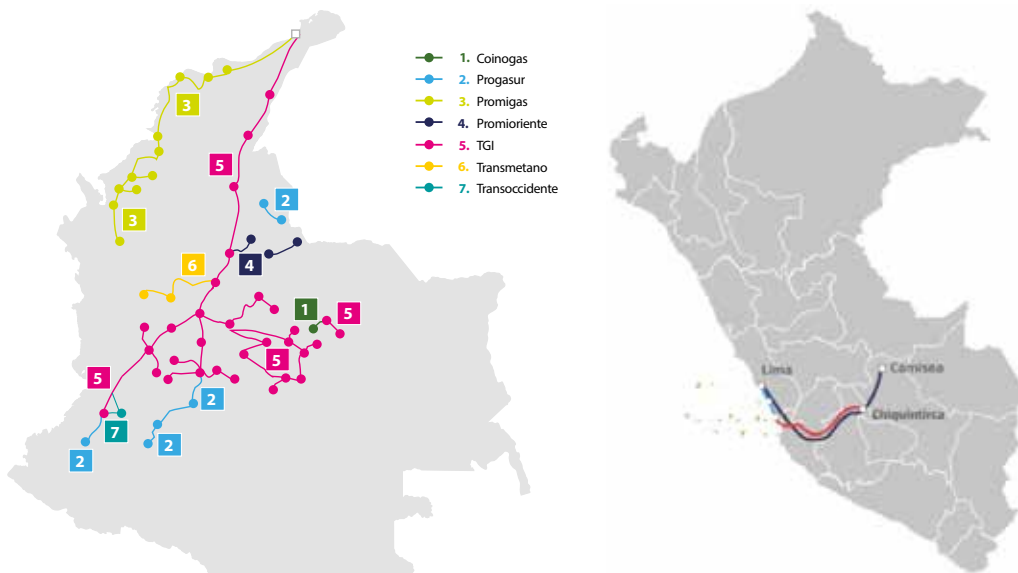 1. Coinogas
2. Progasur
3. Promigas
4. Promioriente
5. TGI
6. Transmetano
7. Transoccidente
3
5
2
3
4
6
1
5
5
5
2
7
2
2
Lima
Camisea
Chiquintirca